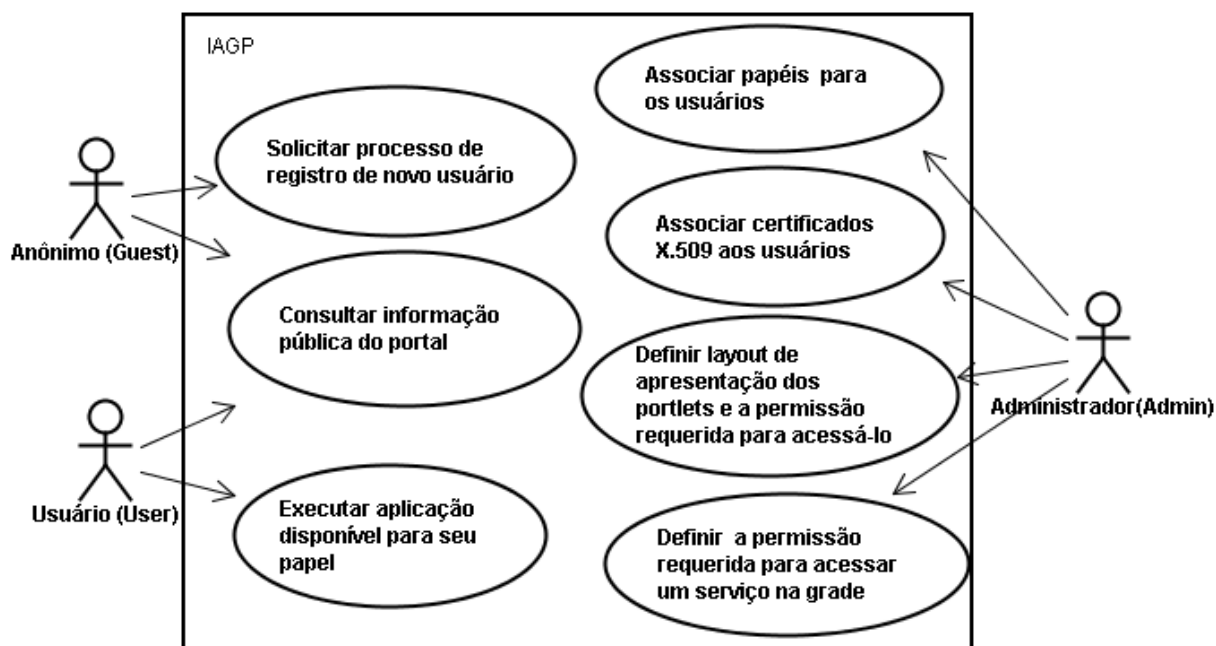 IAGP
Associar papéis para
os usuários
Solicitar processo de
registro de novo usuário
Associar certificados
X.509 aos usuários
Anônimo (Guest)
Consultar informação
pública do portal
Definir layout de
apresentação dos
portlets e a permissão
requerida para acessá-lo
Administrador(Admin)
Usuário (User)
Executar aplicação
disponível para seu
papel
Definir a permissão
requerida para acessar
um serviço na grade